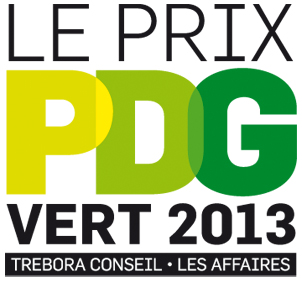 LE PRIX
PDG
VERT 2013
TREBORA CONSEIL • LES AFFAIRES